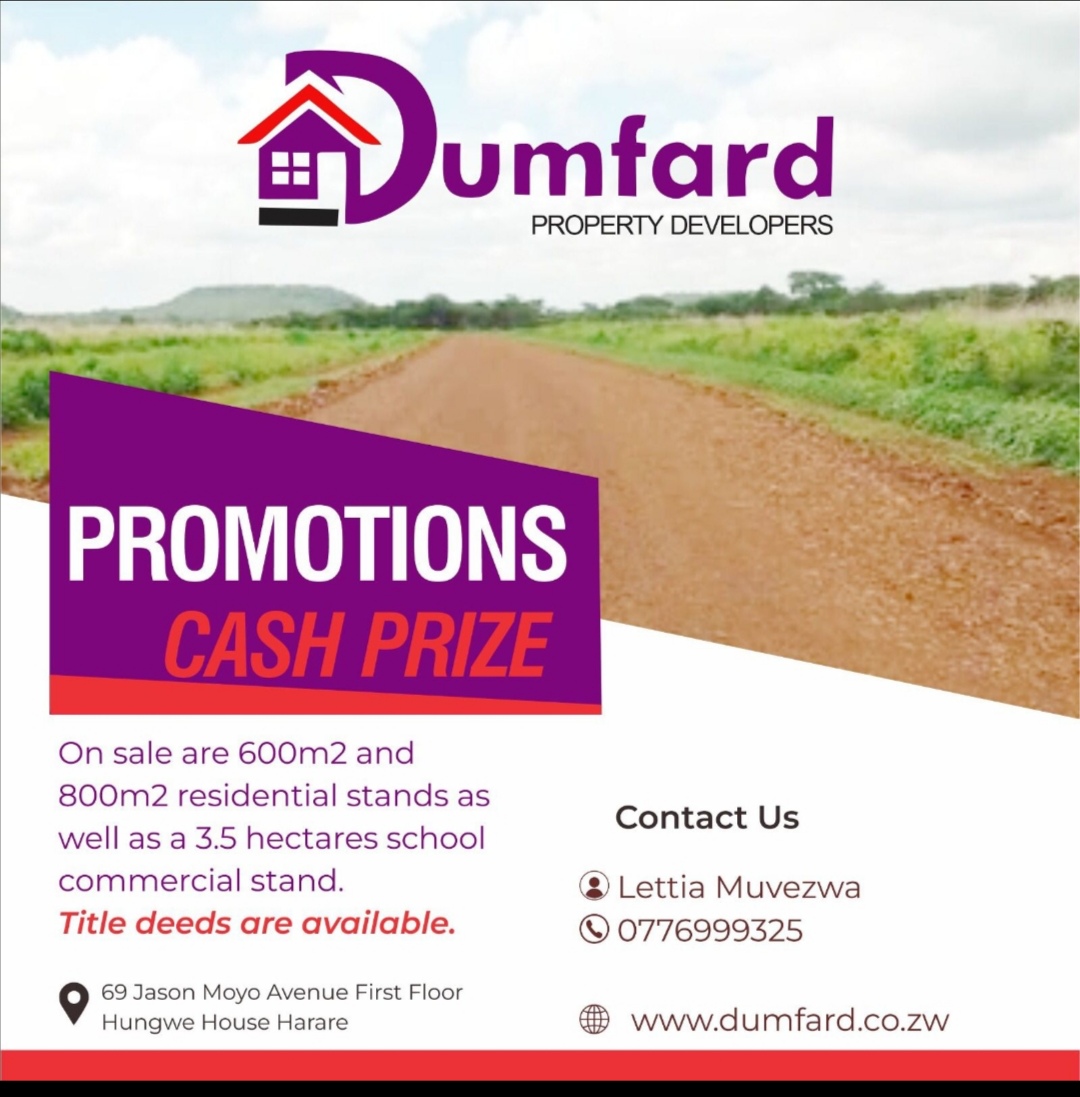 Dumfard
PROPERTY DEVELOPERS
PROMOTIONS
CASH PRIZE
On sale are 600m2 and
800m2 residential stands as
well as a 3.5 hectares school
commercial stand.
Title deeds are available.
69 Jason Moyo Avenue First Floor
Hungwe House Harare
Contact Us
Lettia Muvezwa
0776999325
www.dumfard.co.zw